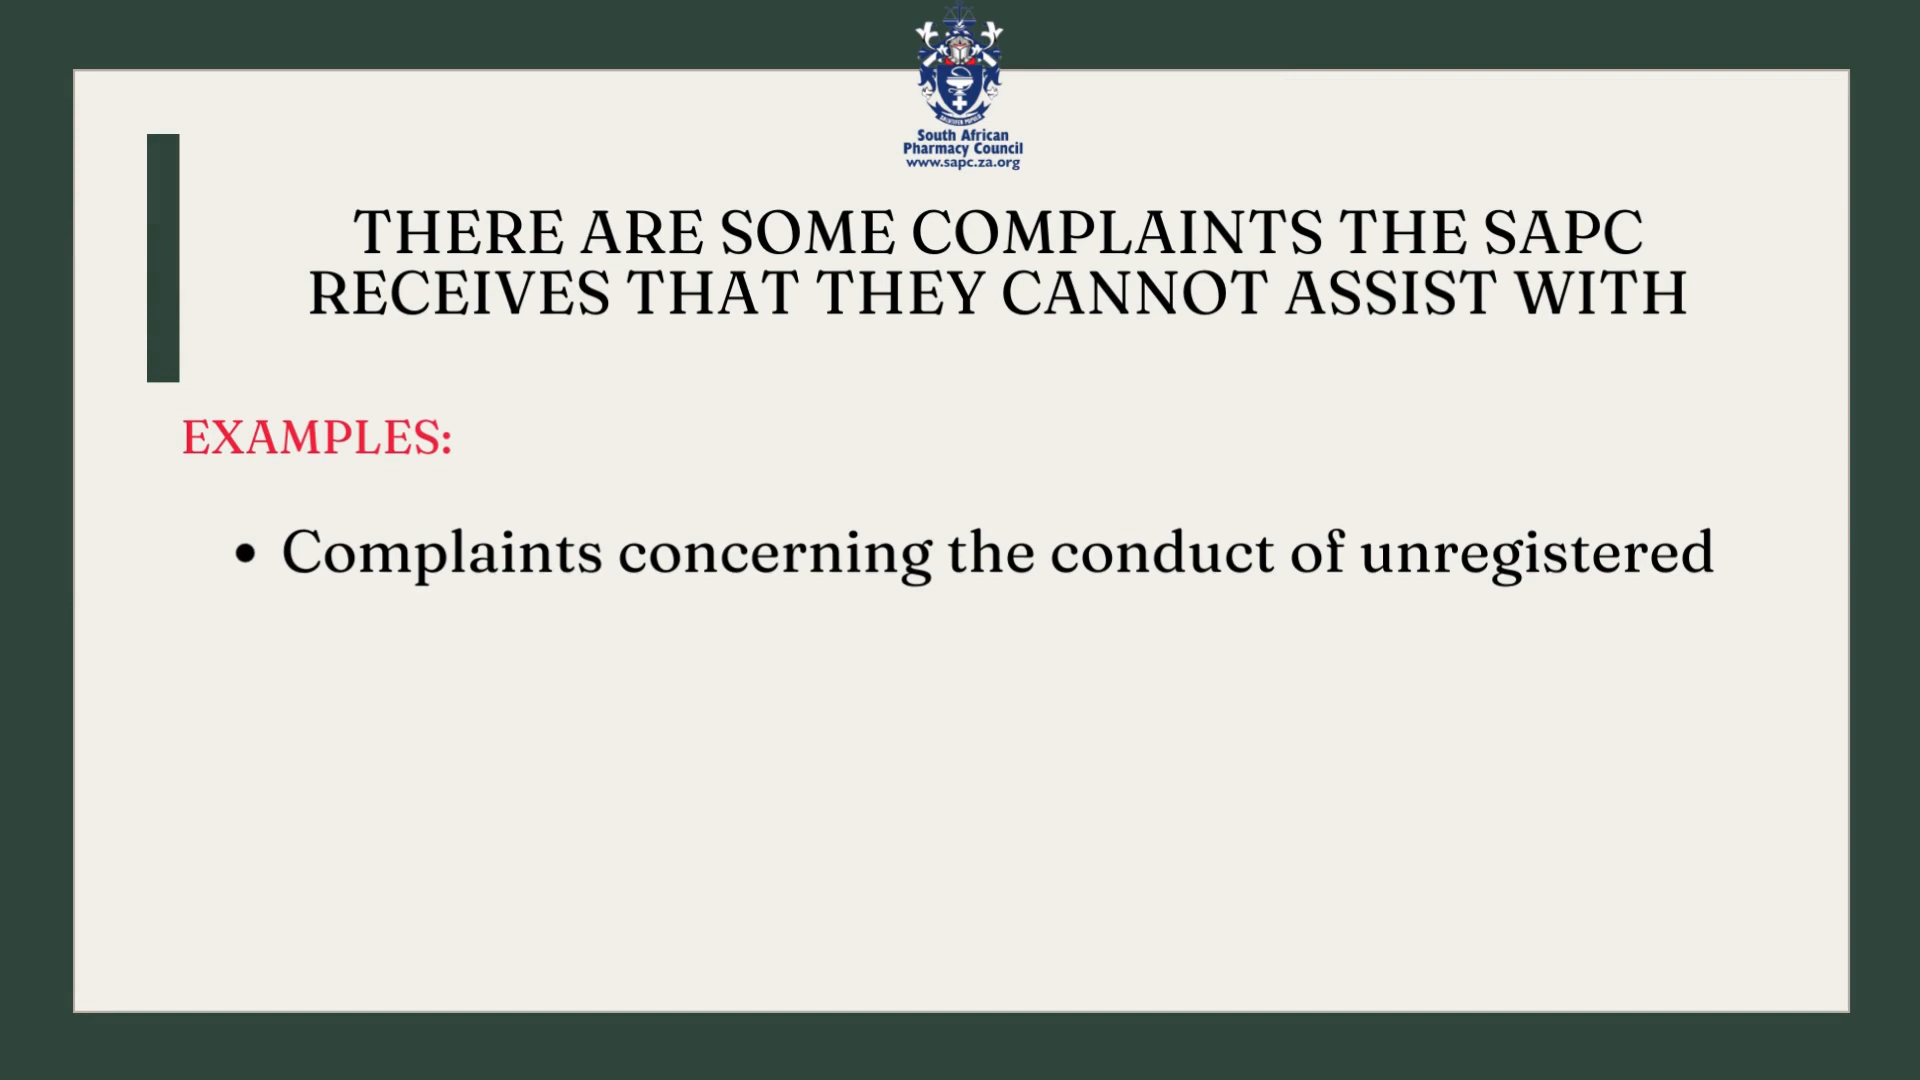 South African
Pharmacy Council
www.sapc.za.org
THERE ARE SOME COMPLAINTS THE SAPC
RECEIVES THAT THEY CANNOT ASSIST WITH
EXAMPLES:
• Complaints concerning the conduct of unregistered